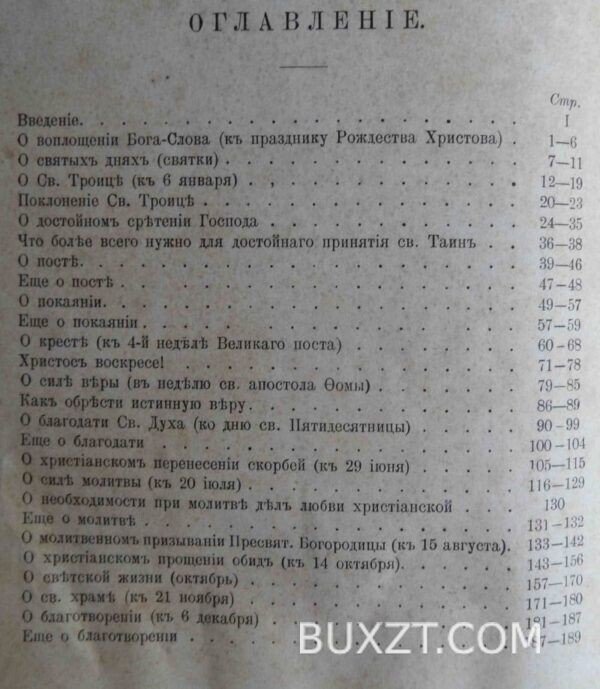 ОГЛАВЛЕНІЕ.
Стр.
Введеніе. . . . . . . . . . . . . . . . . . I
О воплощеніи Бога-Слова (къ празднику Рождества Христова) . 1—6
О святыхъ дняхъ (святки) . . . . . . . . . . . . 7—11
О Св. Троицѣ (къ 6 января) . . . . . . . . . . . . 12—19
Поклоненіе Св. Троицѣ . . . . . . . . . . . . . 20—23
О достойном срѣтеніи Господа . . . . . . . . . . . 24—35
Что болѣе всего нужно для достойнаго принятія св. Таинъ . . 36—38
О постѣ. . . . . . . . . . . . . . . . . . 39—46
Еще о постѣ . . . . . . . . . . . . . . . . 47—48
О покаяніи. . . . . . . . . . . . . . . . . 49—57
Еще о покаяніи . . . . . . . . . . . . . . . 57—59
О крестѣ (къ 4-й недѣлѣ Великаго поста) . . . . . . . 60—68
Христосъ воскресе! . . . . . . . . . . . . . . 71—78
О силѣ вѣры (въ недѣлю св. апостола Ѳомы) . . . . . . 79—85
Какъ обрѣсти истинную вѣру. . . . . . . . . . . . 86—89
О благодати Св. Духа (ко дню св. Пятидесятницы) . . . . . 90—99
Еще о благодати . . . . . . . . . . . . . . . 100—104
О христіанском перенесеніи скорбей (къ 29 іюня) . . . . . 105—115
О силѣ молитвы (къ 20 іюля) . . . . . . . . . . . 116—129
О необходимости при молитвѣ дѣлъ любви христіанской . . . 130
Еще о молитвѣ . . . . . . . . . . . . . . . 131—132
О молитвенном призываніи Пресвят. Богородицы (къ 15 августа). 133—142
О христіанском прощеніи обидъ (къ 14 октября). . . . . . 143—156
О свѣтской жизни (октябрь) . . . . . . . . . . . 157—170
О св. храмѣ (къ 21 ноября) . . . . . . . . . . . 171—180
О благотвореніи (къ 6 декабря) . . . . . . . . . . 181—187
Еще о благотвореніи . . . . . . . . . . . . . 187—189
BUXZT.COM